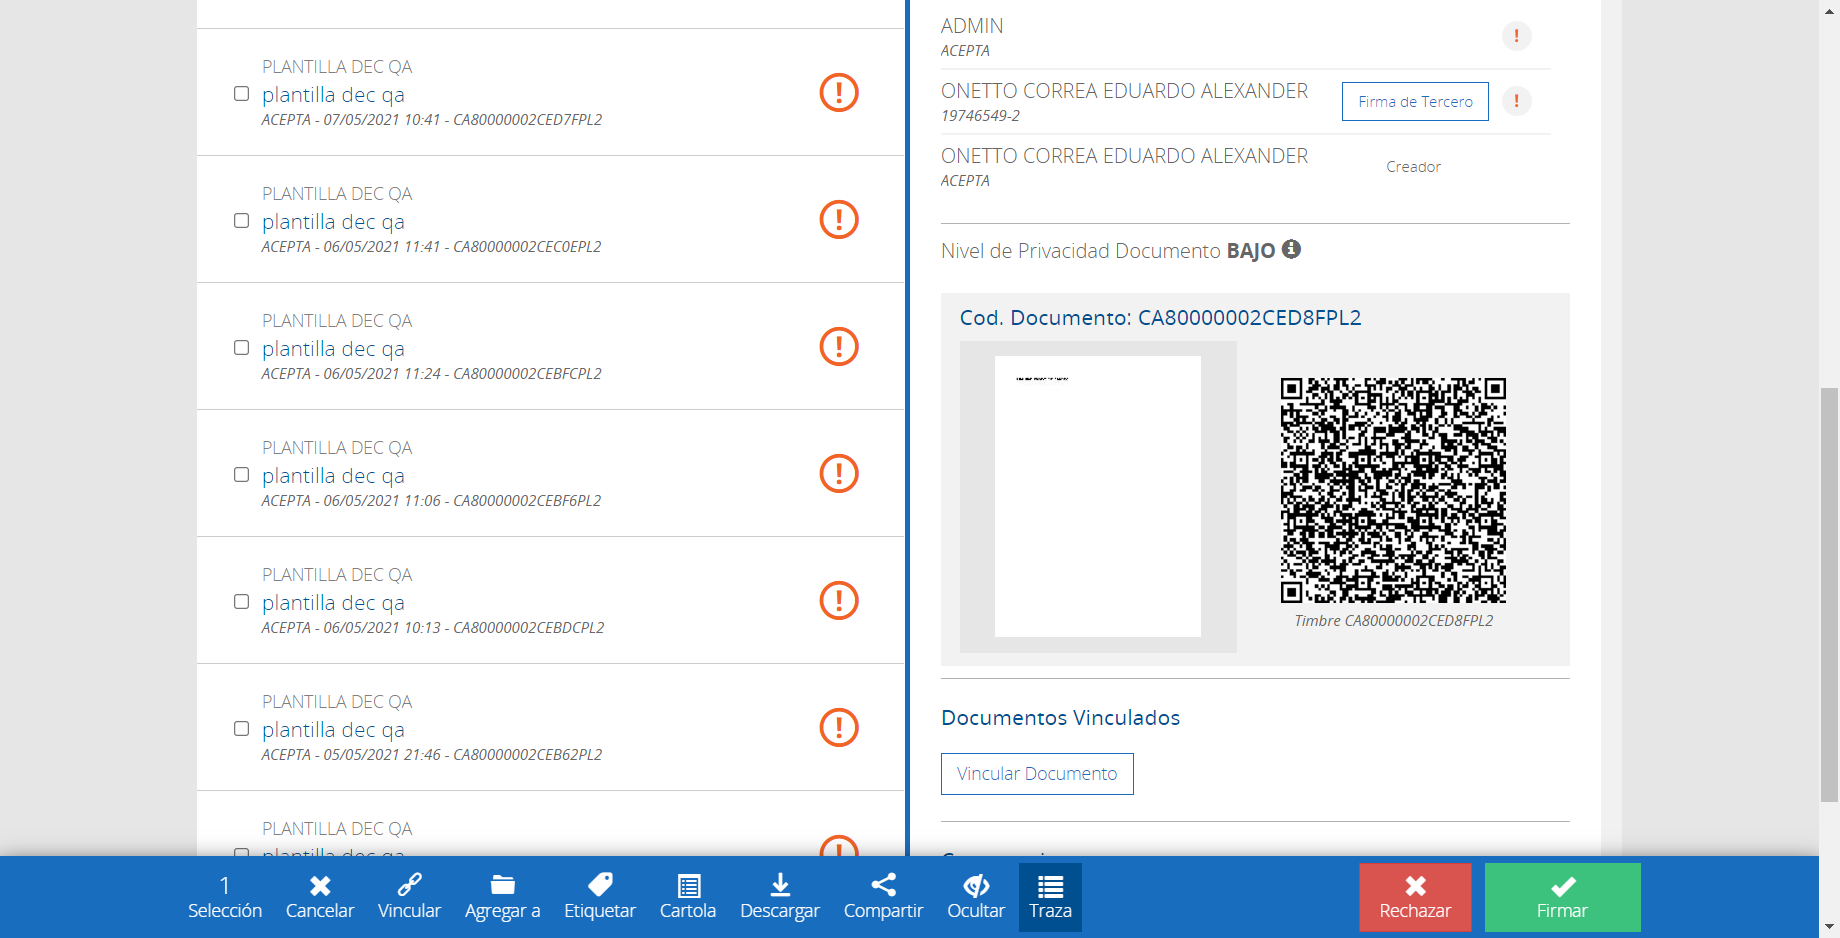 PLANTILLA DEC QA
plantilla dec qa
ACEPTA - 07/05/2021 10:41 - CA80000002CED7FPL2
PLANTILLA DEC QA
plantilla dec qa
ACEPTA - 06/05/2021 11:41 - CA80000002CEC0EPL2
PLANTILLA DEC QA
plantilla dec qa
ACEPTA - 06/05/2021 11:24 - CA80000002CEBFCPL2
PLANTILLA DEC QA
plantilla dec qa
ACEPTA - 06/05/2021 11:06 - CA80000002CEBF6PL2
PLANTILLA DEC QA
plantilla dec qa
ACEPTA - 06/05/2021 10:13 - CA80000002CEBDCPL2
PLANTILLA DEC QA
plantilla dec qa
ACEPTA - 05/05/2021 21:46 - CA80000002CEB62PL2
PLANTILLA DEC QA
plantilla dec qa
ADMIN
ACEPTA
ONETTO CORREA EDUARDO ALEXANDER
19746549-2
Firma de Tercero
ONETTO CORREA EDUARDO ALEXANDER
ACEPTA
Creador
Nivel de Privacidad Documento BAJO
Cod. Documento: CA80000002CED8FPL2
Timbre CA80000002CED8FPL2
Documentos Vinculados
Vincular Documento
1
Selección
Cancelar
Vincular
Agregar a
Etiquetar
Cartola
Descargar
Compartir
Ocultar
Traza
Rechazar
Firmar